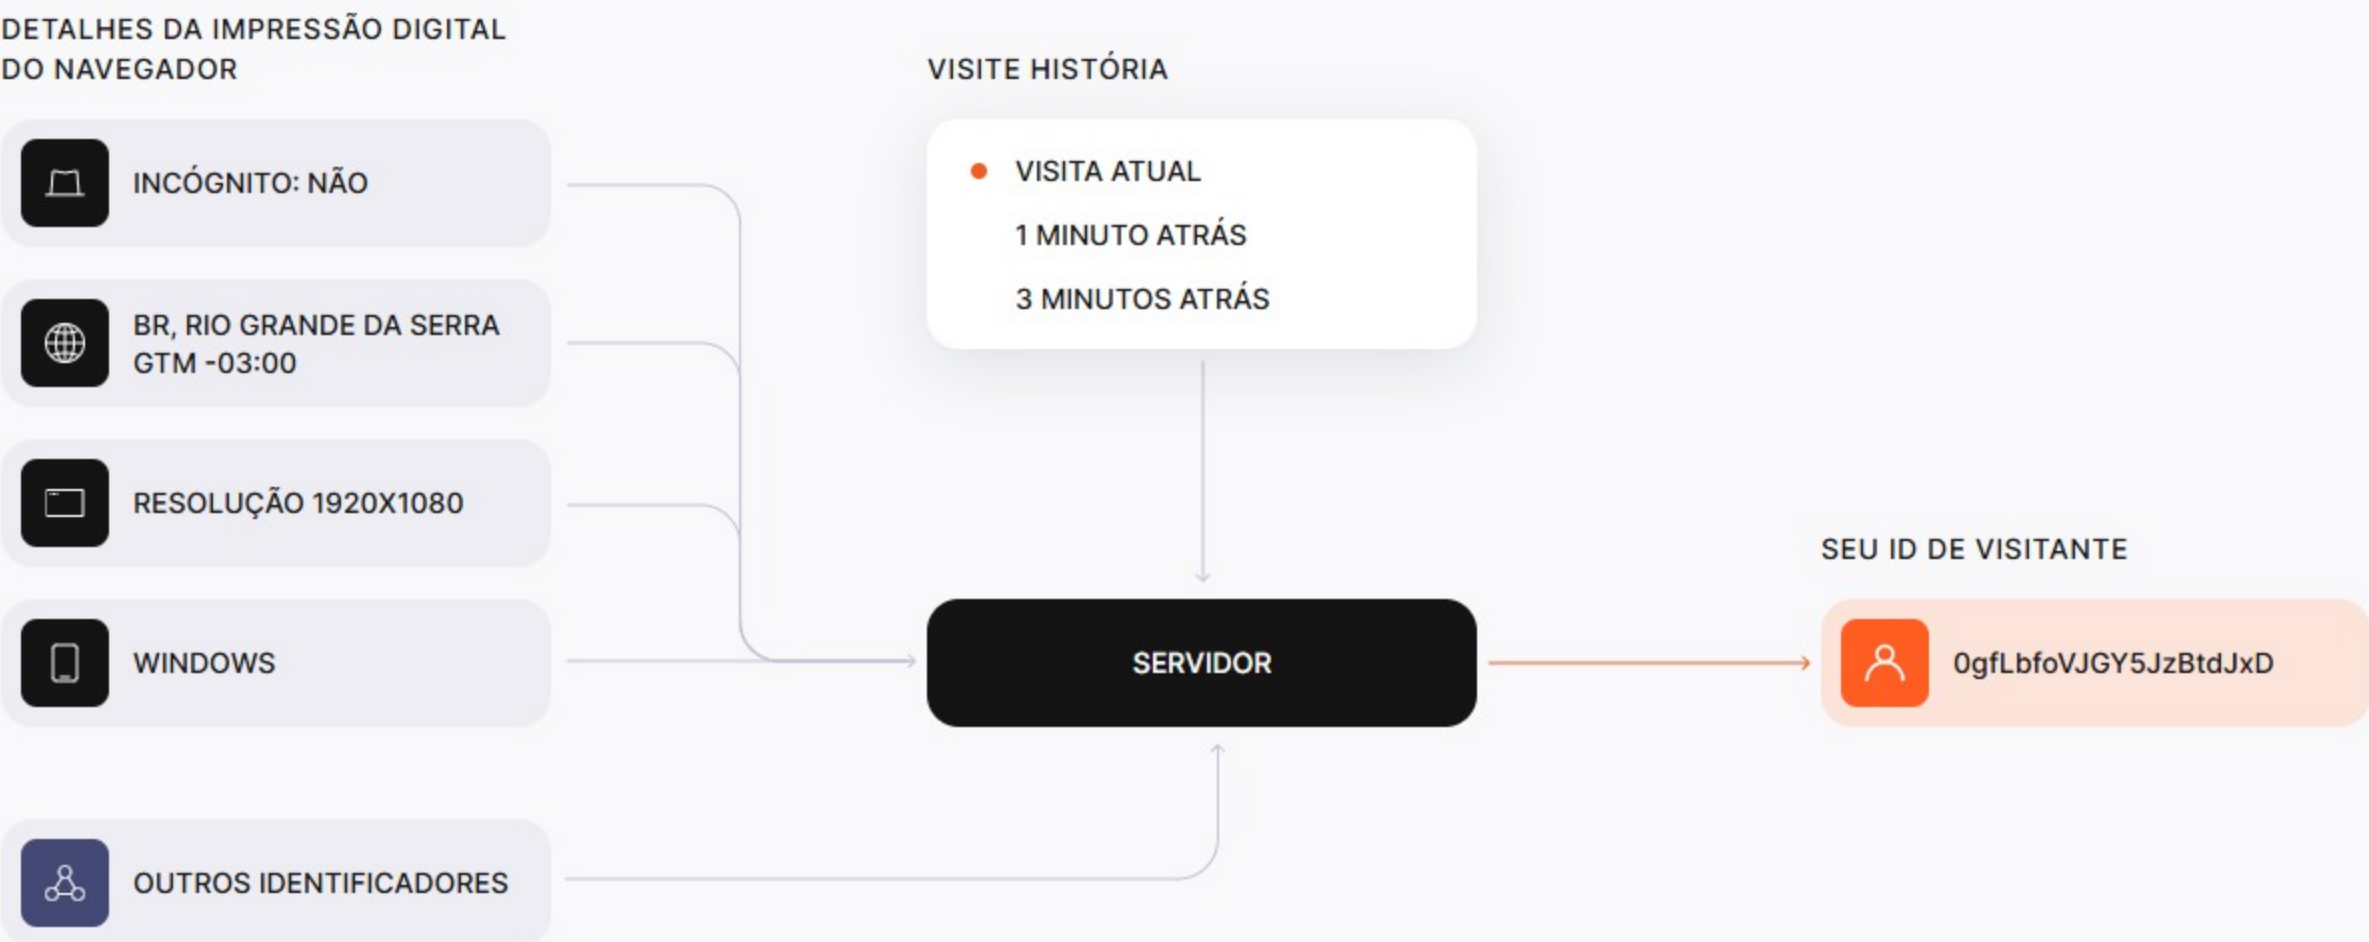 DETALHES DA IMPRESSÃO DIGITAL
DO NAVEGADOR
INCÓGNITO: NÃO
BR, RIO GRANDE DA SERRA
GTM -03:00
RESOLUÇÃO 1920X1080
WINDOWS
OUTROS IDENTIFICADORES
VISITE HISTÓRIA
VISITA ATUAL
1 MINUTO ATRÁS
3 MINUTOS ATRÁS
SERVIDOR
SEU ID DE VISITANTE
0gfLbfoVJGY5JzBtdJxD